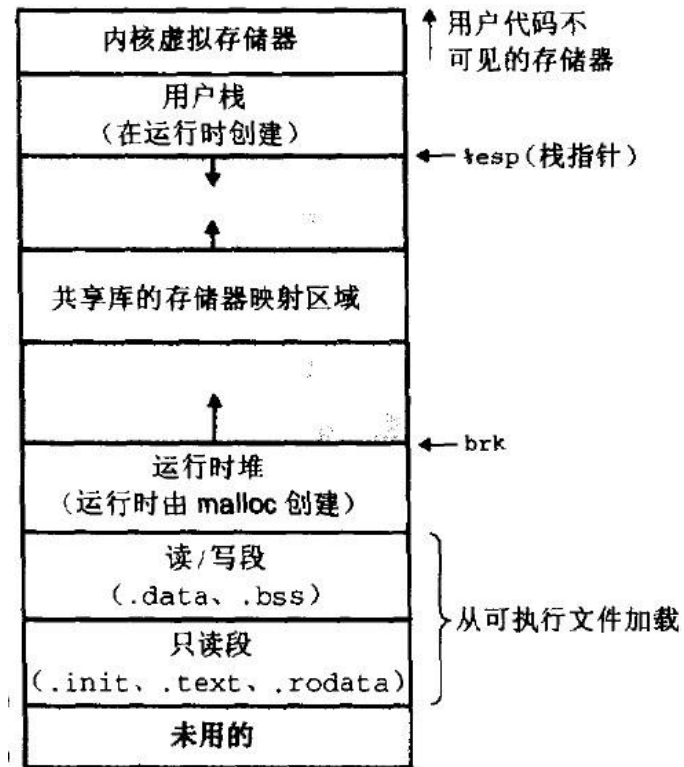 内核虚拟存储器
用户代码不
可见的存储器
用户栈
(在运行时创建)
%esp(栈指针)
共享库的存储器映射区域
brk
运行时堆
(运行时由 malloc 创建)
读/写段
(.data、.bss)
从可执行文件加载
只读段
(.init、.text、.rodata)
未用的